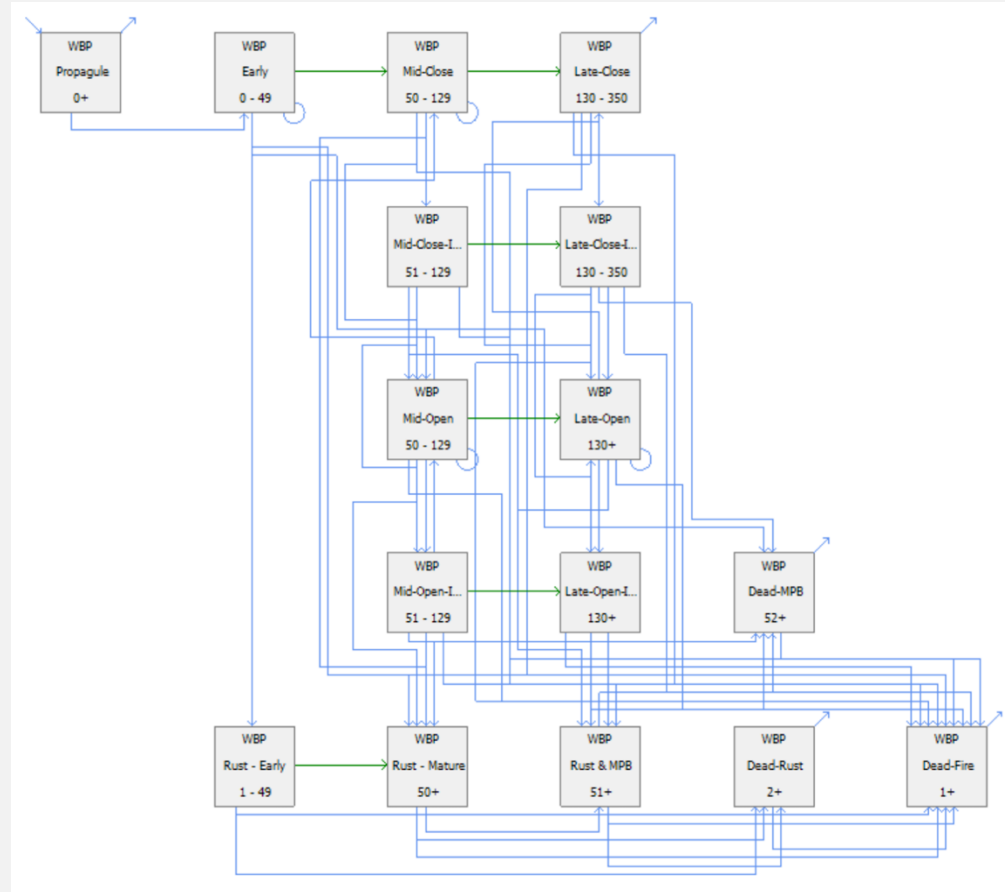 WBP
Propagule
0+
WBP
Early
0 - 49
WBP
Mid-Close
50 - 129
WBP
Late-Close
130 - 350
WBP
Mid-Close-I...
51 - 129
WBP
Late-Close-I...
130 - 350
WBP
Mid-Open
50 - 129
WBP
Late-Open
130+
WBP
Mid-Open-I...
51 - 129
WBP
Late-Open-I...
130+
WBP
Dead-MPB
52+
WBP
Rust - Early
1 - 49
WBP
Rust - Mature
50+
WBP
Rust & MPB
51+
WBP
Dead-Rust
2+
WBP
Dead-Fire
1+